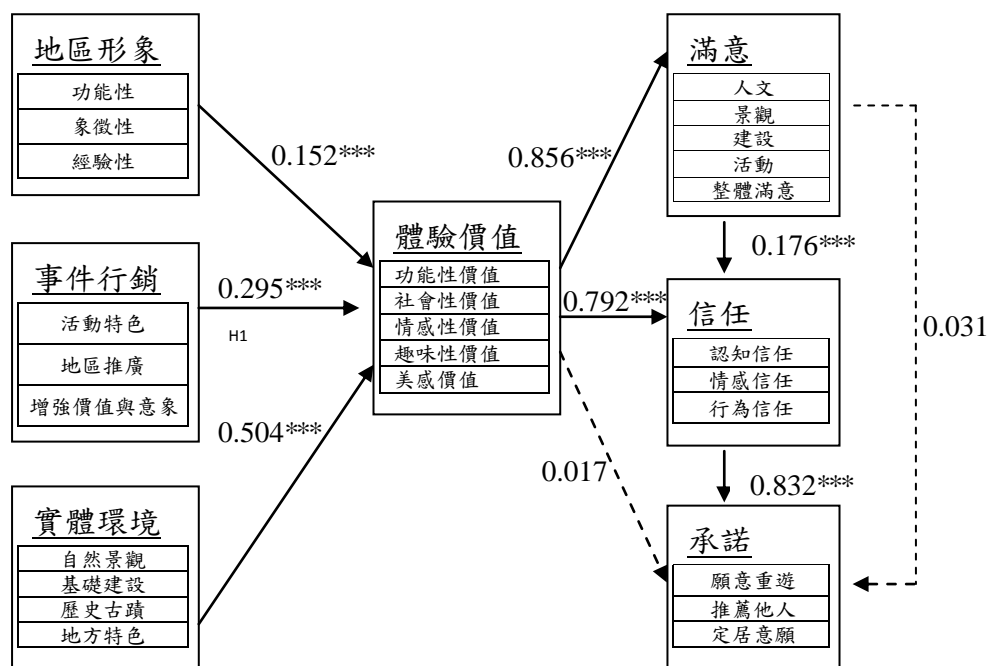 地區形象
功能性
象徵性
經驗性
0.152***
事件行銷
活動特色
地區推廣
增強價值與意象
0.295***
H1
實體環境
自然景觀
基礎建設
歷史古蹟
地方特色
0.504***
體驗價值
功能性價值
社會性價值
情感性價值
趣味性價值
美感價值
0.856***
0.792***
0.017
滿意
人文
景觀
建設
活動
整體滿意
0.176***
信任
認知信任
情感信任
行為信任
0.832***
承諾
願意重遊
推薦他人
定居意願
0.031